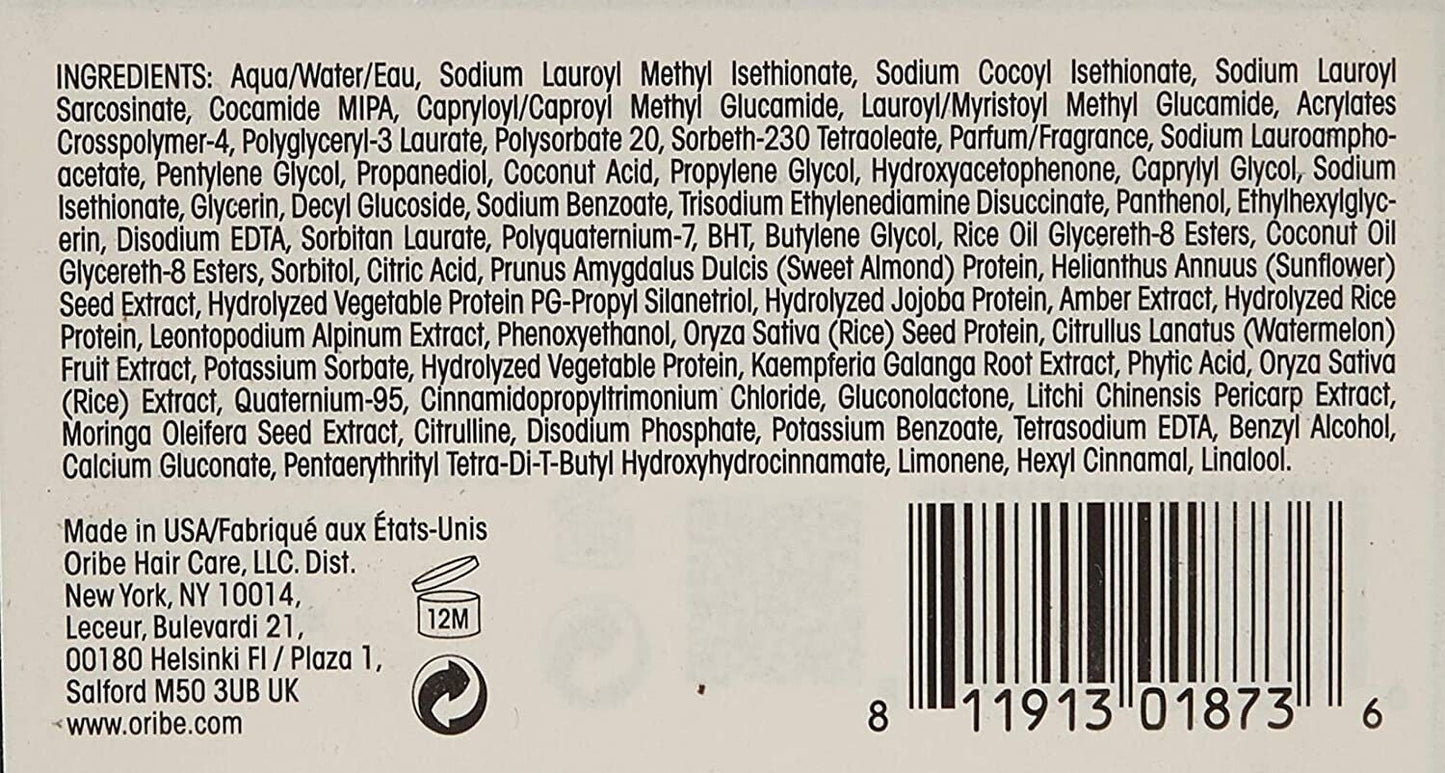 INGREDIENTS: Aqua/Water/Eau, Sodium Lauroyl Methyl Isethionate, Sodium Cocoyl Isethionate, Sodium Lauroyl
Sarcosinate, Cocamide MIPA, Capryloyl/Caproyl Methyl Glucamide, Lauroyl/Myristoyl Methyl Glucamide, Acrylates
Crosspolymer-4, Polyglyceryl-3 Laurate, Polysorbate 20, Sorbeth-230 Tetraoleate, Parfum/Fragrance, Sodium Lauroampho-
acetate, Pentylene Glycol, Propanediol, Coconut Acid, Propylene Glycol, Hydroxyacetophenone, Caprylyl Glycol, Sodium
Isethionate, Glycerin, Decyl Glucoside, Sodium Benzoate, Trisodium Ethylenediamine Disuccinate, Panthenol, Ethylhexylglyc-
erin, Disodium EDTA, Sorbitan Laurate, Polyquaternium-7, BHT, Butylene Glycol, Rice Oil Glycereth-8 Esters, Coconut Oil
Glycereth-8 Esters, Sorbitol, Citric Acid, Prunus Amygdalus Dulcis (Sweet Almond) Protein, Helianthus Annuus (Sunflower)
Seed Extract, Hydrolyzed Vegetable Protein PG-Propyl Silanetriol, Hydrolyzed Jojoba Protein, Amber Extract, Hydrolyzed Rice
Protein, Leontopodium Alpinum Extract, Phenoxyethanol, Oryza Sativa (Rice) Seed Protein, Citrullus Lanatus (Watermelon)
Fruit Extract, Potassium Sorbate, Hydrolyzed Vegetable Protein, Kaempferia Galanga Root Extract, Phytic Acid, Oryza Sativa
(Rice) Extract, Quaternium-95, Cinnamidopropyltrimonium Chloride, Gluconolactone, Litchi Chinensis Pericarp Extract,
Moringa Oleifera Seed Extract, Citrulline, Disodium Phosphate, Potassium Benzoate, Tetrasodium EDTA, Benzyl Alcohol,
Calcium Gluconate, Pentaerythrityl Tetra-Di-T-Butyl Hydroxyhydrocinnamate, Limonene, Hexyl Cinnamal, Linalool.
Made in USA/Fabriqué aux États-Unis
Oribe Hair Care, LLC. Dist.
New York, NY 10014,
Leceur, Bulevardi 21,
00180 Helsinki FI / Plaza 1,
Salford M50 3UB UK
www.oribe.com
12M
8 11913 01873 6